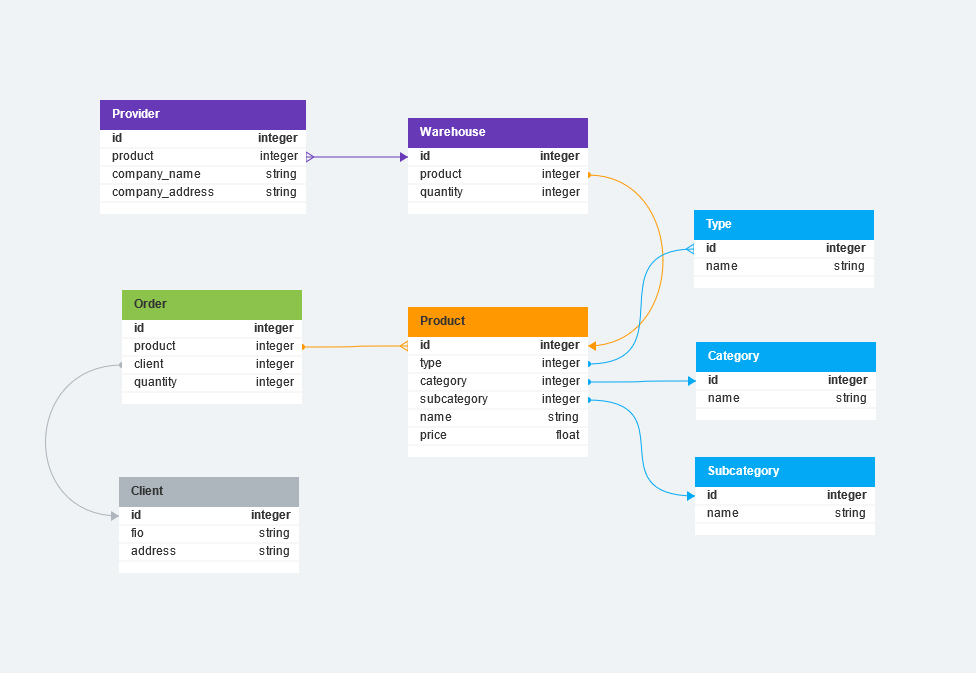 Provider
id integer
product integer
company_name string
company_address string
Warehouse
id integer
product integer
quantity integer
Type
id integer
name string
Order
id integer
product integer
client integer
quantity integer
Product
id integer
type integer
category integer
subcategory integer
name string
price float
Category
id integer
name string
Client
id integer
fio string
address string
Subcategory
id integer
name string